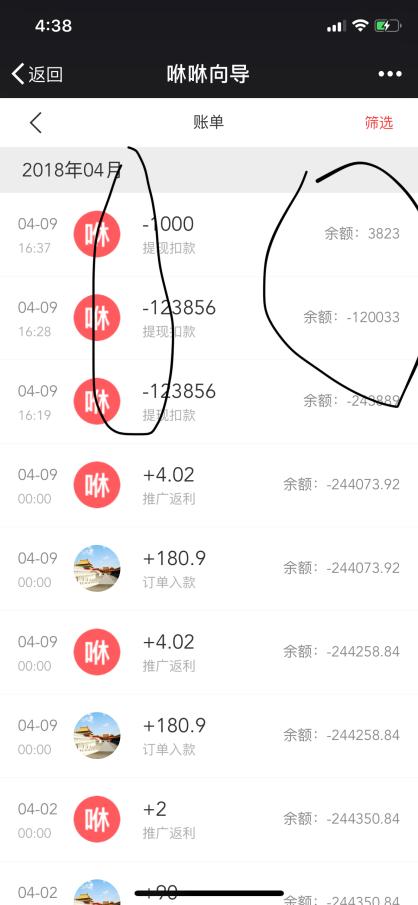 4:38
返回 咻咻向导
账单 筛选
2018年04月
04-09 咻 -1000 余额：3823
16:37 提现扣款
04-09 咻 -123856 余额：-120033
16:28 提现扣款
04-09 咻 -123856 余额：-243889
16:19 提现扣款
04-09 咻 +4.02 余额：-244073.92
00:00 推广返利
04-09 +180.9 余额：-244073.92
00:00 订单入款
04-09 咻 +4.02 余额：-244258.84
00:00 推广返利
04-09 +180.9 余额：-244258.84
00:00 订单入款
04-02 咻 +2 余额：-244350.84
00:00 推广返利
04-02 +90 余额：-244350.84